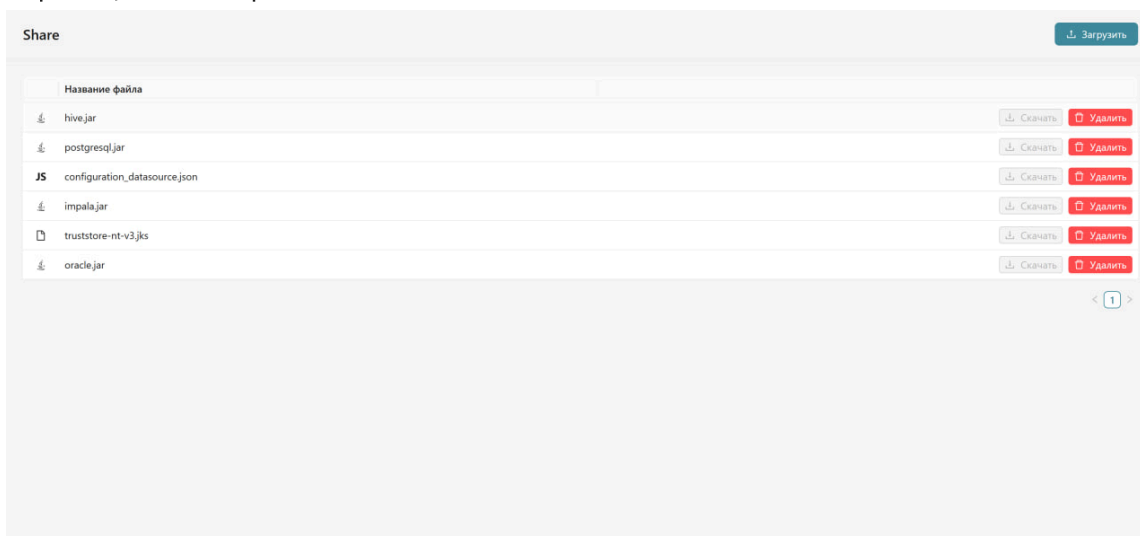 Share
Загрузить
Название файла
hive.jar Скачать Удалить
postgresql.jar Скачать Удалить
JS configuration_datasource.json Скачать Удалить
impala.jar Скачать Удалить
truststore-nt-v3.jks Скачать Удалить
oracle.jar Скачать Удалить
< 1 >